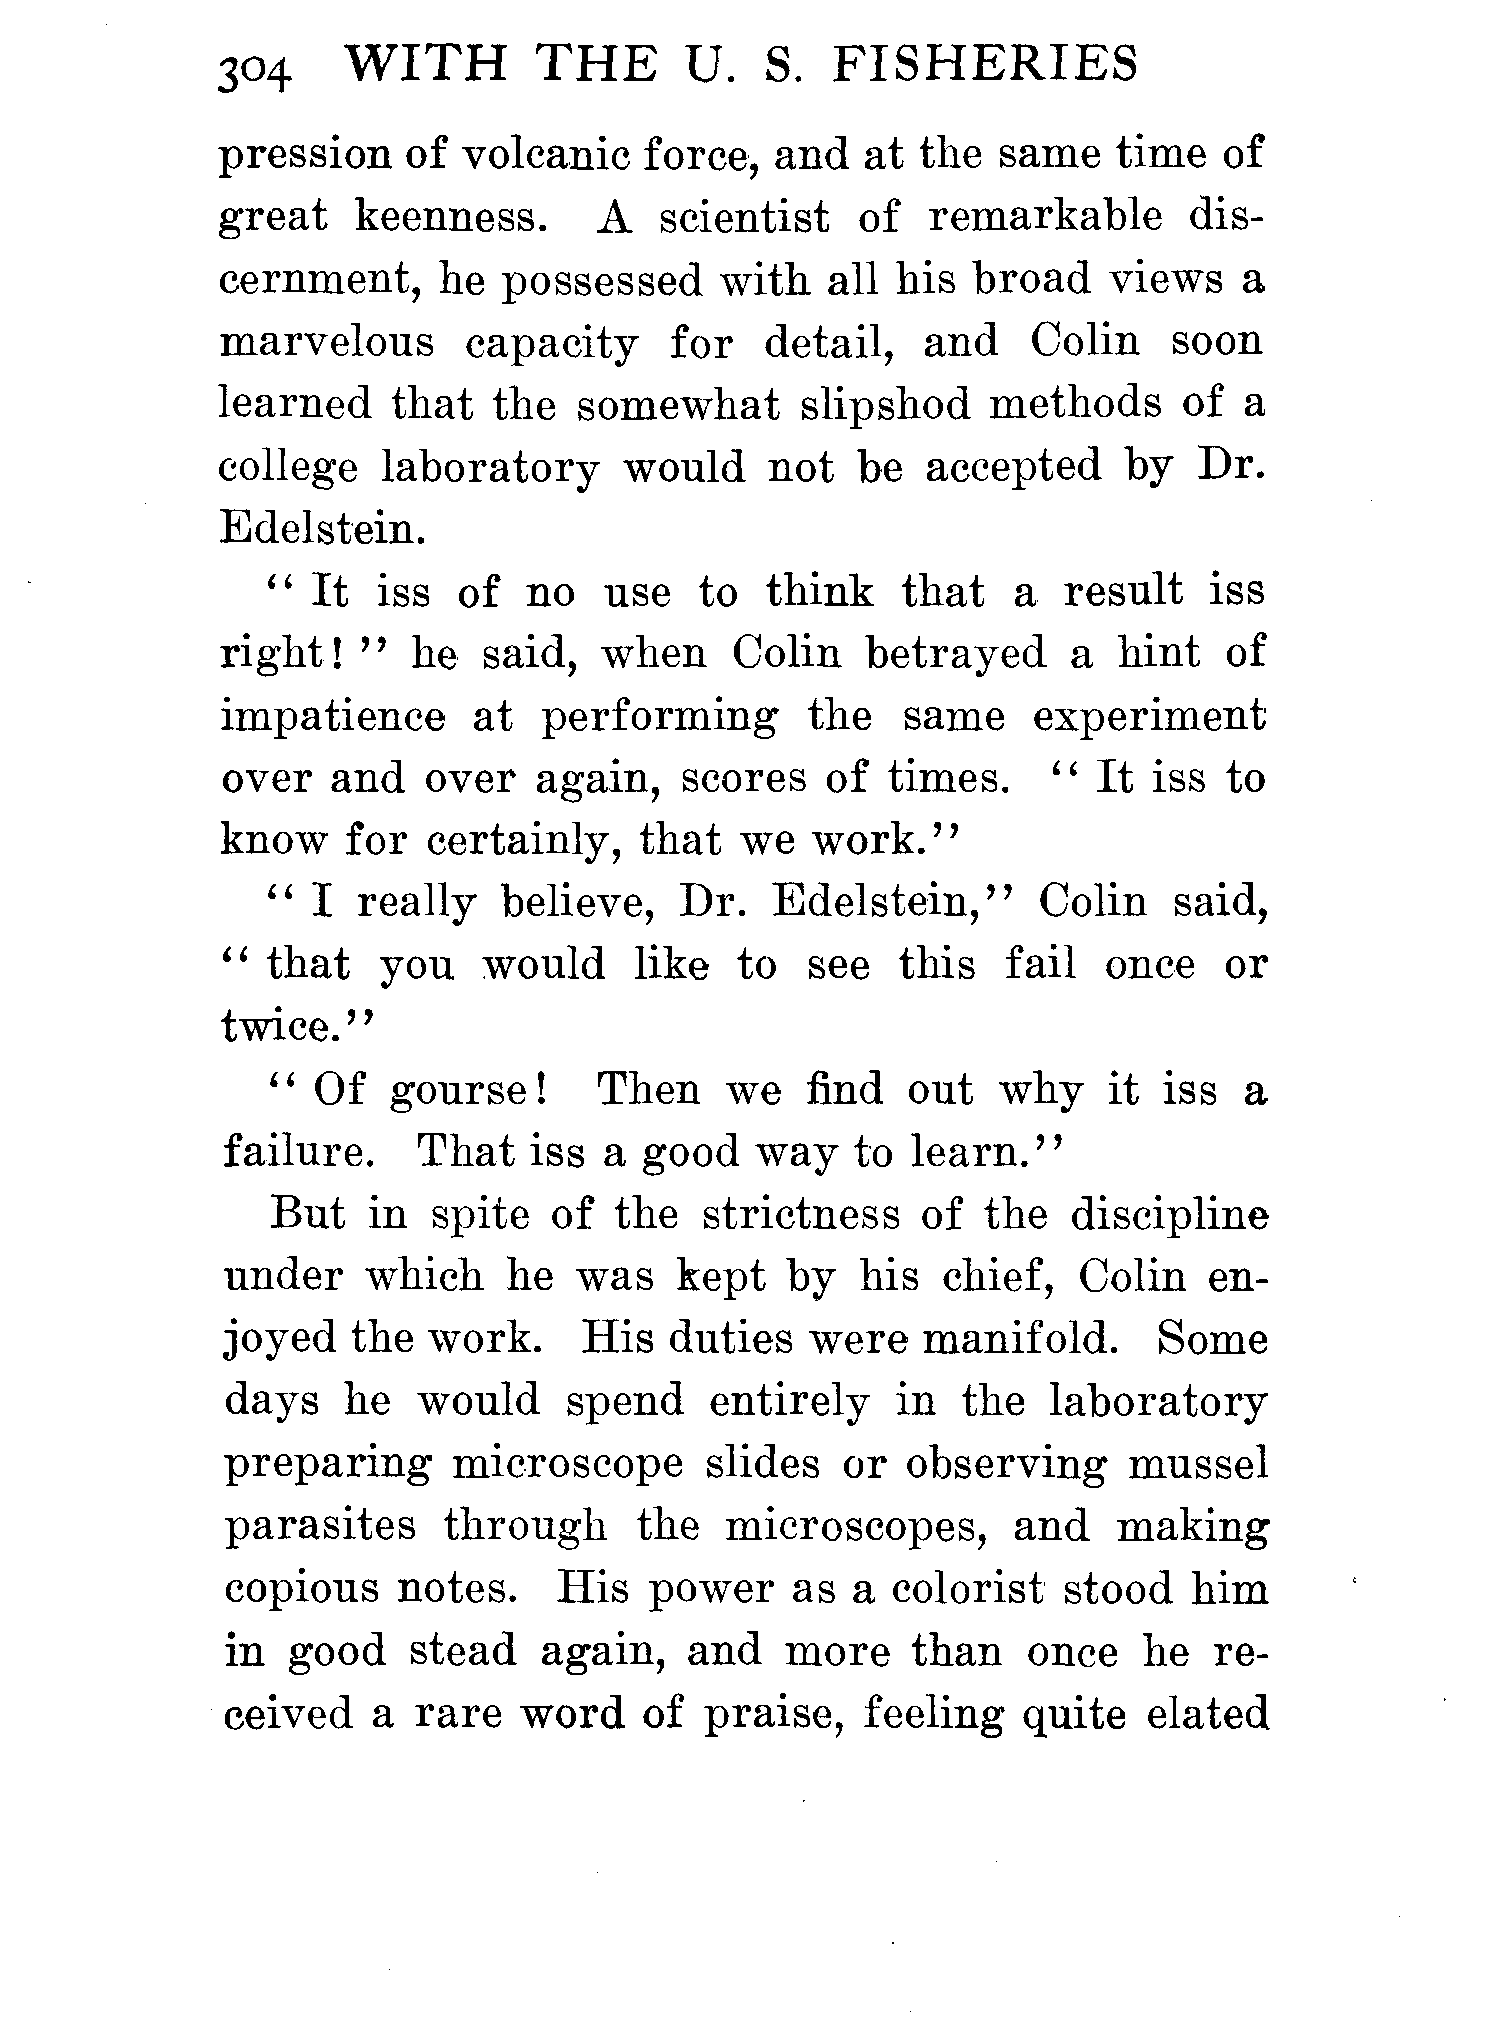 304 WITH THE U. S. FISHERIES
pression of volcanic force, and at the same time of
great keenness. A scientist of remarkable dis-
cernment, he possessed with all his broad views a
marvelous capacity for detail, and Colin soon
learned that the somewhat slipshod methods of a
college laboratory would not be accepted by Dr.
Edelstein.
“ It iss of no use to think that a result iss
right! ” he said, when Colin betrayed a hint of
impatience at performing the same experiment
over and over again, scores of times. “ It iss to
know for certainly, that we work.”
“ I really believe, Dr. Edelstein,” Colin said,
“ that you would like to see this fail once or
twice.”
“ Of gourse! Then we find out why it iss a
failure. That iss a good way to learn.”
But in spite of the strictness of the discipline
under which he was kept by his chief, Colin en-
joyed the work. His duties were manifold. Some
days he would spend entirely in the laboratory
preparing microscope slides or observing mussel
parasites through the microscopes, and making
copious notes. His power as a colorist stood him
in good stead again, and more than once he re-
ceived a rare word of praise, feeling quite elated